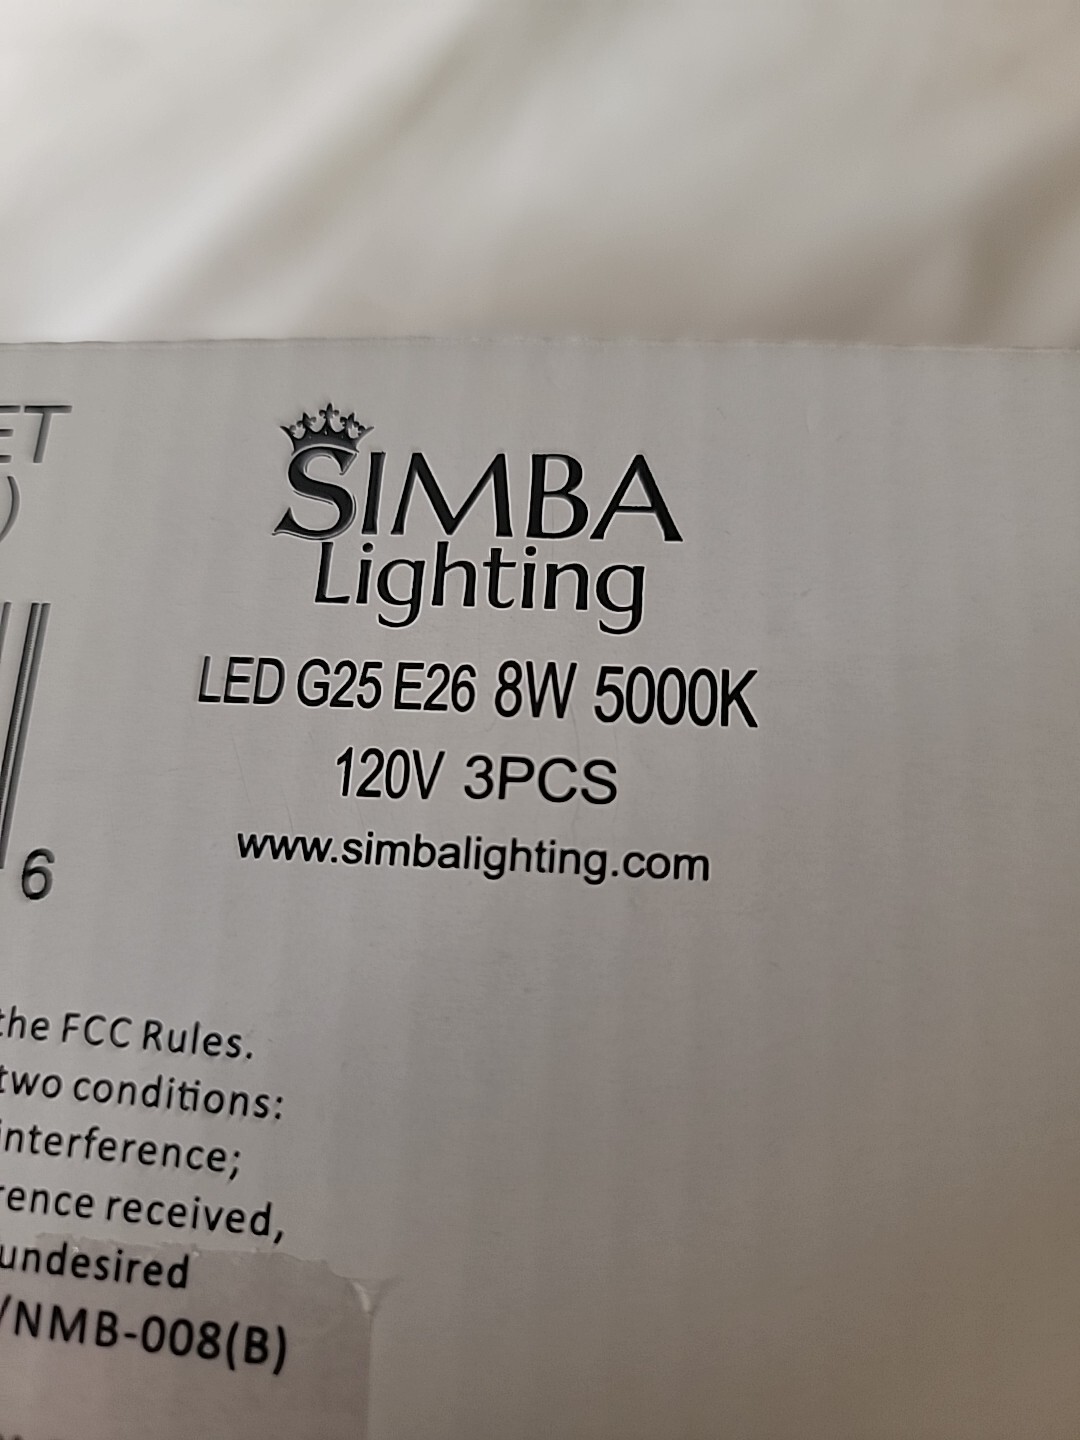 ET
)
SIMBA
Lighting
LED G25 E26 8W 5000K
120V 3PCS
www.simbalighting.com
6
the FCC Rules.
two conditions:
interference;
rence received,
undesired
/NMB-008(B)